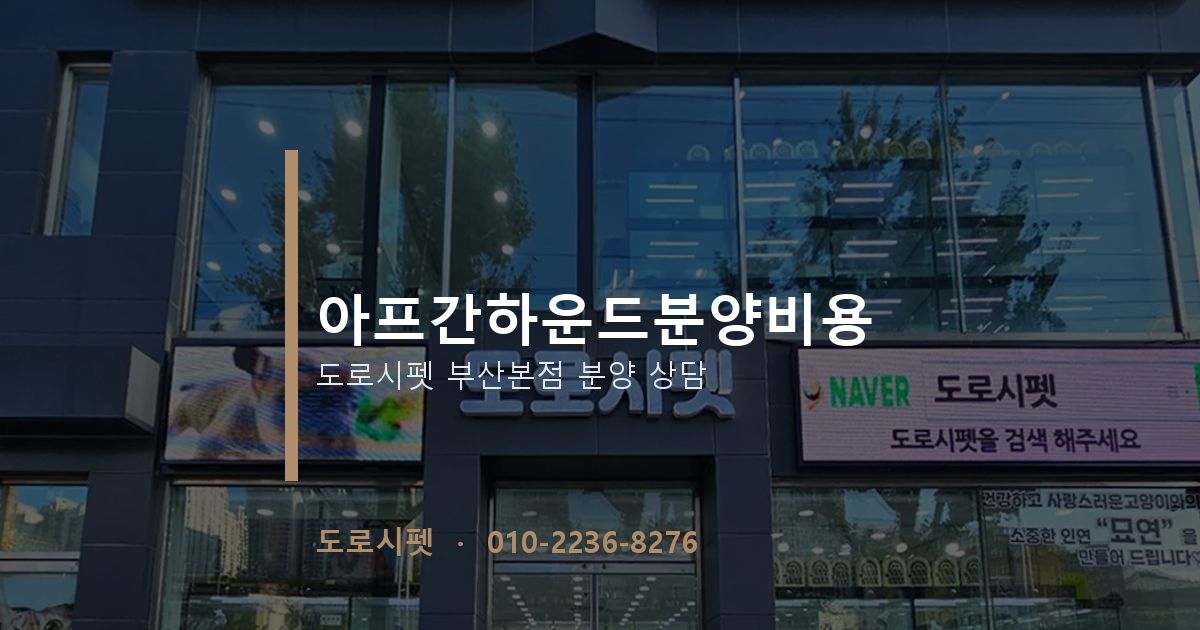 아프간하운드분양비용
도로시펫 부산본점 분양 상담
도로시펫
NAVER 도로시펫
도로시펫을 검색 해주세요
건강하고 사랑스러운고양이와의
소중한 인연 “묘연” 을
만들어 드립니다
도로시펫 · 010-2236-8276